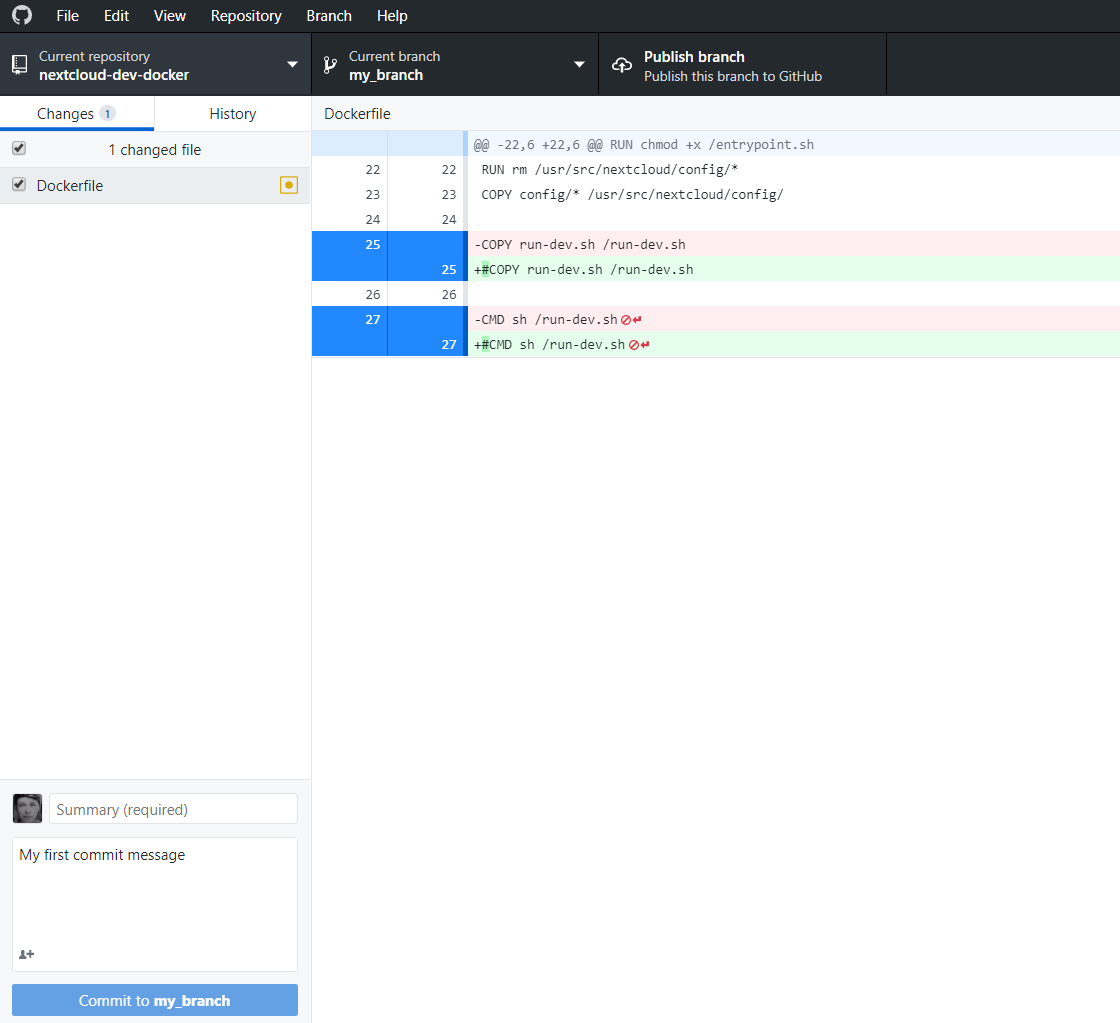 File Edit View Repository Branch Help
Current repository
nextcloud-dev-docker
Current branch
my_branch
Publish branch
Publish this branch to GitHub
Changes 1 History
1 changed file
Dockerfile
Dockerfile
@@ -22,6 +22,6 @@ RUN chmod +x /entrypoint.sh
22 22 RUN rm /usr/src/nextcloud/config/*
23 23 COPY config/* /usr/src/nextcloud/config/
24 24
25 -COPY run-dev.sh /run-dev.sh
25 +#COPY run-dev.sh /run-dev.sh
26 26
27 -CMD sh /run-dev.sh
27 +#CMD sh /run-dev.sh
Summary (required)
My first commit message
Commit to my_branch